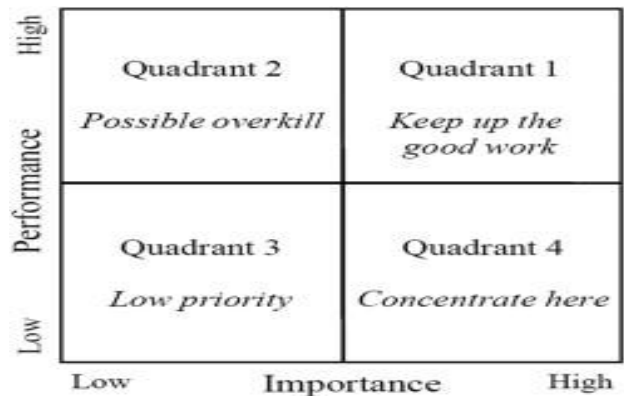 High
Performance
Low
Quadrant 2
Possible overkill
Quadrant 1
Keep up the
good work
Quadrant 3
Low priority
Quadrant 4
Concentrate here
Low
Importance
High